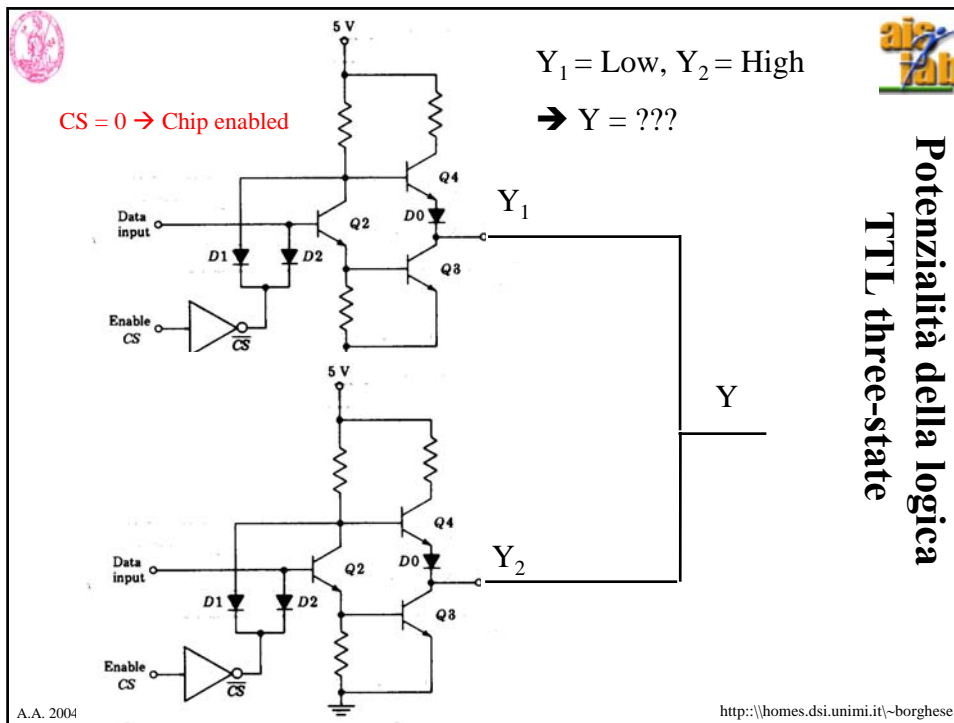 Potenzialità della logica
TTL three-state
ais
lab
Y1 = Low, Y2 = High
➔ Y = ???
CS = 0 ➔ Chip enabled
5 V
Q4
D0
Y1
Data
input
Q2
D1
D2
Q3
Enable
CS
C̅S̅
5 V
Q4
D0
Y2
Data
input
Q2
D1
D2
Q3
Enable
CS
C̅S̅
Y
A.A. 2004
http:\\homes.dsi.unimi.it\~borghese